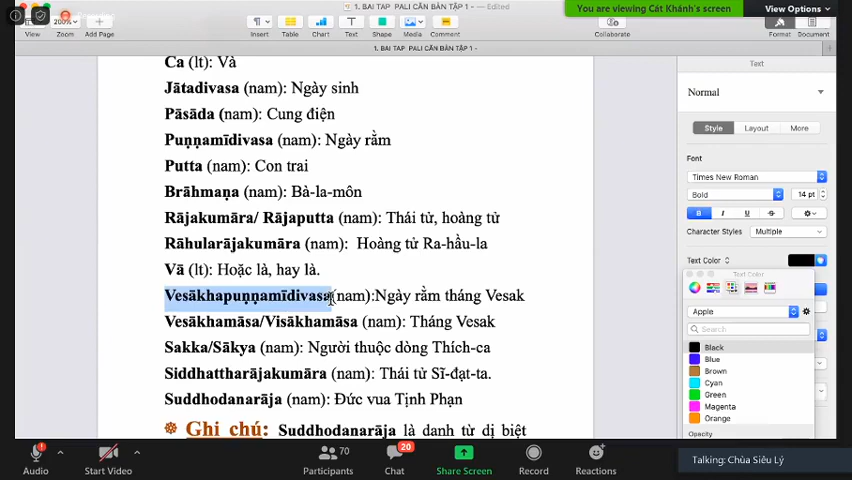 1. BAI TAP PALI CĂN BẢN TẬP 1 - — Edited
You are viewing Cát Khánh's screen
View Options
200%
View
Zoom
Add Page
Insert
Table
Chart
Text
Shape
Media
Comment
Collaborate
Format
Document
1. BAI TAP PALI CĂN BẢN TẬP 1 -
Ca (lt): Và
Jātadivasa (nam): Ngày sinh
Pāsāda (nam): Cung điện
Puṇṇamīdivasa (nam): Ngày rằm
Putta (nam): Con trai
Brāhmaṇa (nam): Bà-la-môn
Rājakumāra/ Rājaputta (nam): Thái tử, hoàng tử
Rāhularājakumāra (nam): Hoàng tử Ra-hầu-la
Vā (lt): Hoặc là, hay là.
Vesākhapuṇṇamīdivasa (nam):Ngày rằm tháng Vesak
Vesākhamāsa/Visākhamāsa (nam): Tháng Vesak
Sakka/Sākya (nam): Người thuộc dòng Thích-ca
Siddhattharājakumāra (nam): Thái tử Sĩ-đạt-ta.
Suddhodanarāja (nam): Đức vua Tịnh Phạn
Ghi chú: Suddhodanarāja là danh từ dị biệt
Text
Normal
Style
Layout
More
Font
Times New Roman
Bold
14 pt
B I U S
Character Styles
Multiple
Text Color
Text Color
Apple
Search
Black
Blue
Brown
Cyan
Green
Magenta
Orange
Opacity
Talking: Chùa Siêu Lý
Audio
Start Video
70
Participants
20
Chat
Share Screen
Record
Reactions